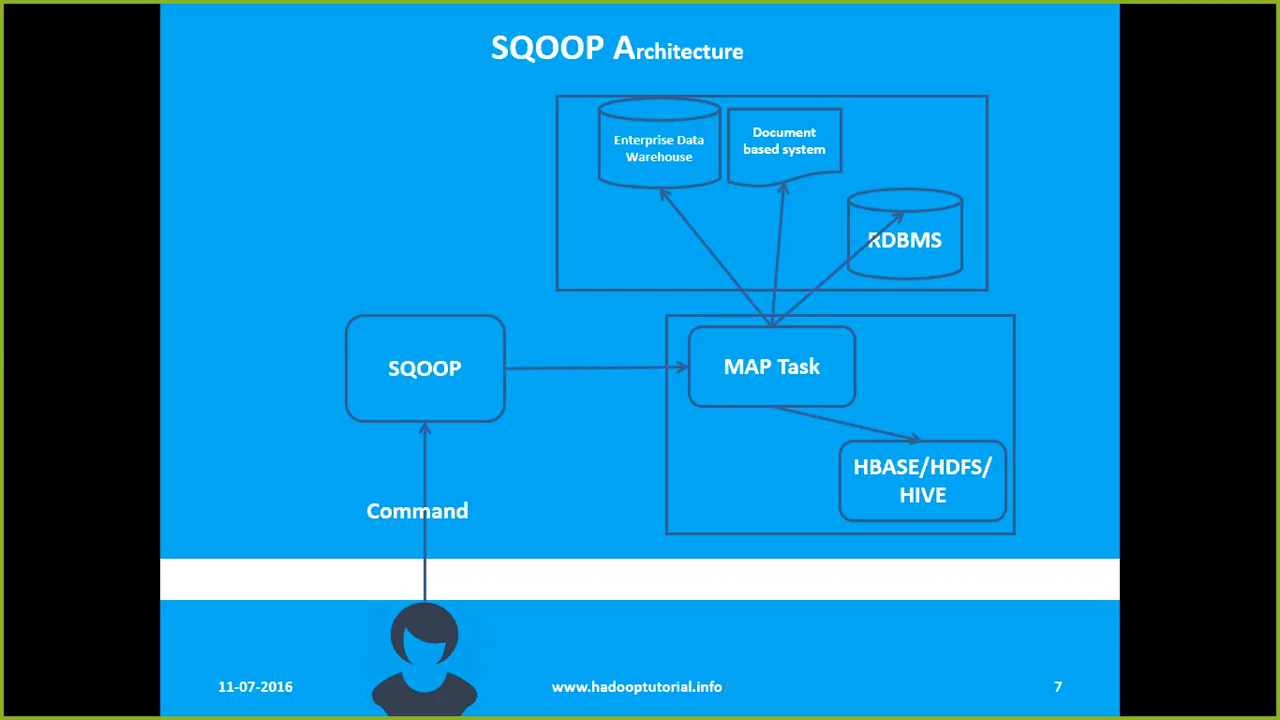 SQOOP Architecture
Enterprise Data
Warehouse
Document
based system
RDBMS
SQOOP
MAP Task
HBASE/HDFS/
HIVE
Command
11-07-2016
www.hadooptutorial.info
7